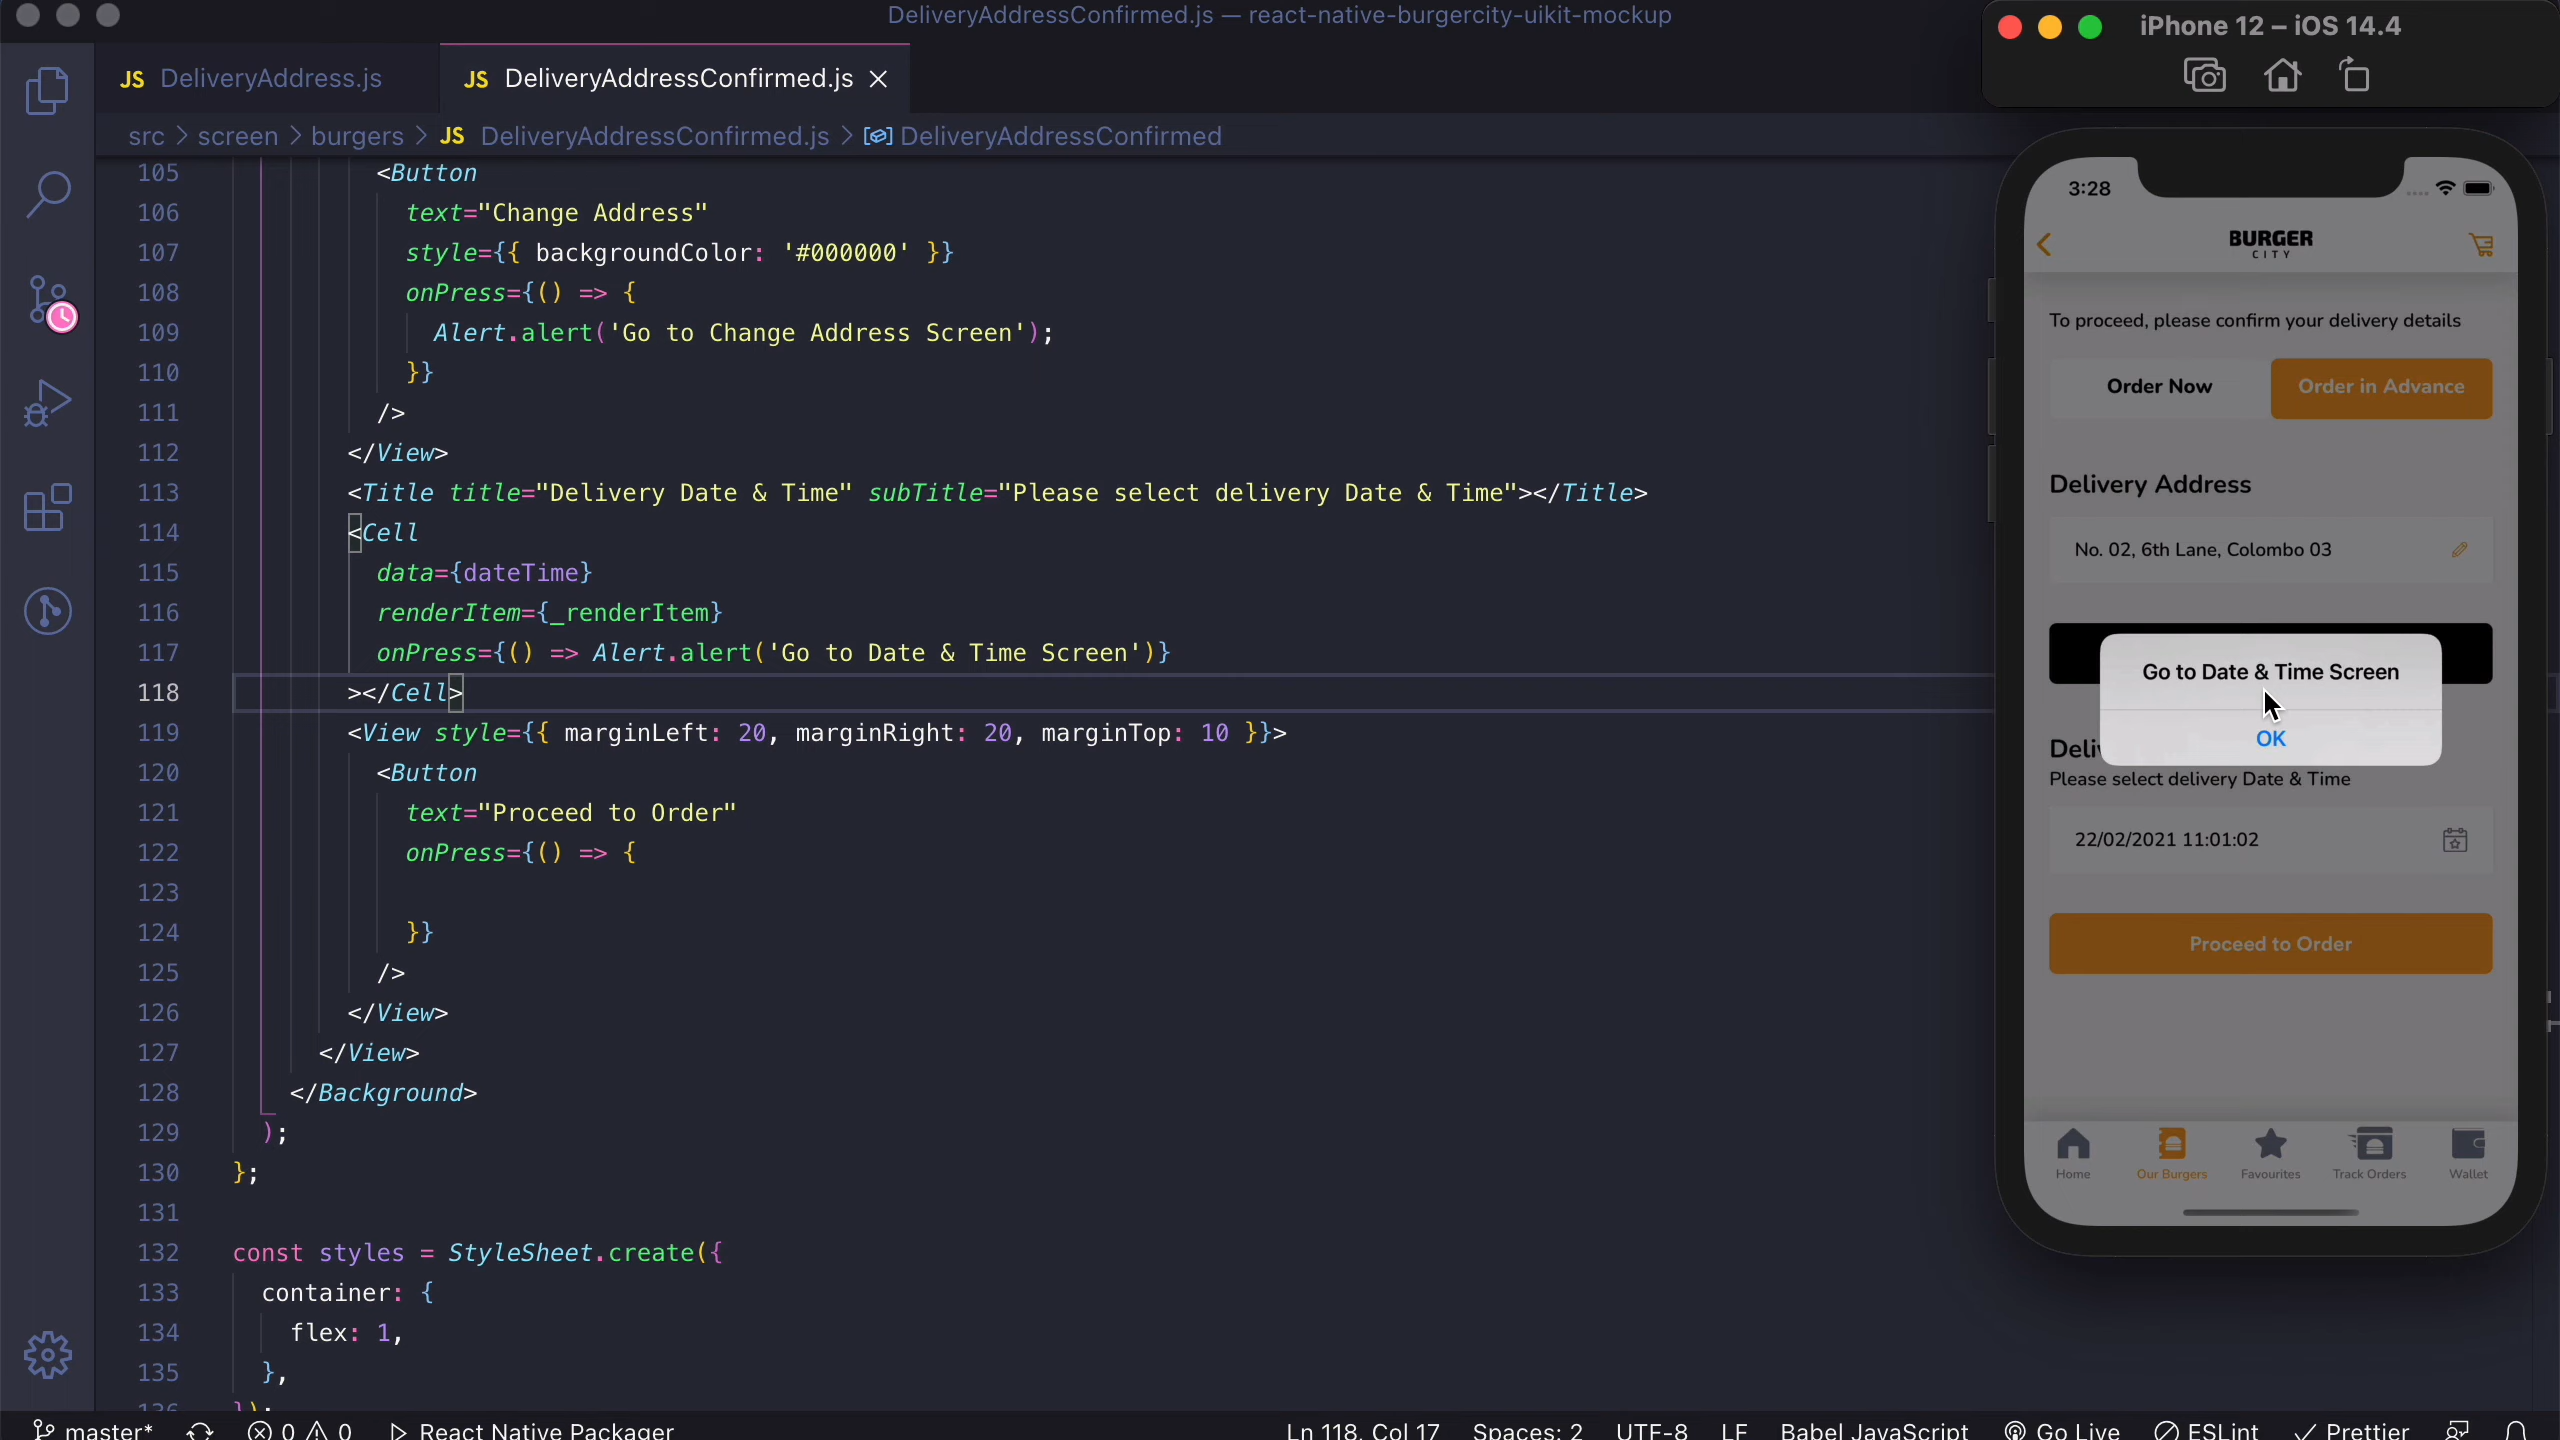 DeliveryAddressConfirmed.js — react-native-burgercity-uikit-mockup
JS DeliveryAddress.js
JS DeliveryAddressConfirmed.js
src > screen > burgers > JS DeliveryAddressConfirmed.js > DeliveryAddressConfirmed
105 <Button
106 text="Change Address"
107 style={{ backgroundColor: '#000000' }}
108 onPress={() => {
109 Alert.alert('Go to Change Address Screen');
110 }}
111 />
112 </View>
113 <Title title="Delivery Date & Time" subTitle="Please select delivery Date & Time"></Title>
114 <Cell
115 data={dateTime}
116 renderItem={_renderItem}
117 onPress={() => Alert.alert('Go to Date & Time Screen')}
118 ></Cell>
119 <View style={{ marginLeft: 20, marginRight: 20, marginTop: 10 }}>
120 <Button
121 text="Proceed to Order"
122 onPress={() => {
123
124 }}
125 />
126 </View>
127 </View>
128 </Background>
129 );
130 };
131
132 const styles = StyleSheet.create({
133 container: {
134 flex: 1,
135 },
136 });
master* 0 0 React Native Packager Ln 118, Col 17 Spaces: 2 UTF-8 LF Babel JavaScript Go Live ESLint Prettier
iPhone 12 – iOS 14.4
3:28
BURGER
CITY
To proceed, please confirm your delivery details
Order Now Order in Advance
Delivery Address
No. 02, 6th Lane, Colombo 03
Go to Date & Time Screen
OK
Deli
Please select delivery Date & Time
22/02/2021 11:01:02
Proceed to Order
Home Our Burgers Favourites Track Orders Wallet